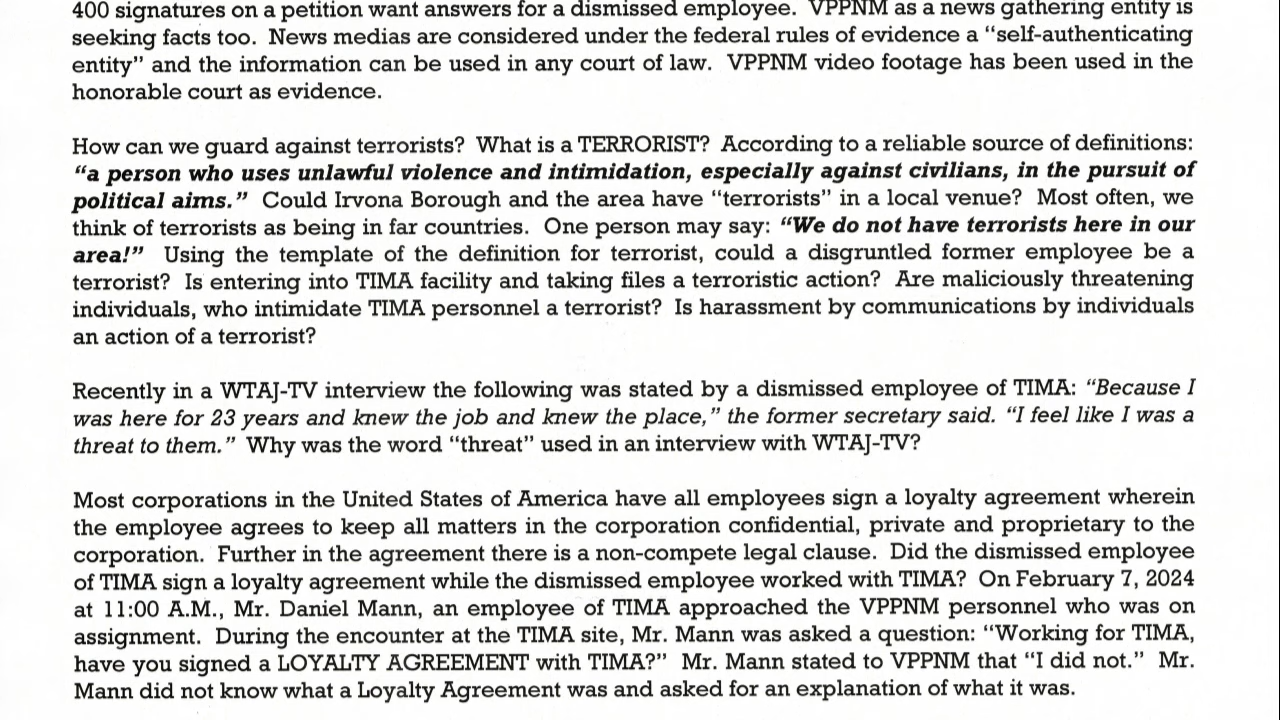 400 signatures on a petition want answers for a dismissed employee. VPPNM as a news gathering entity is
seeking facts too. News medias are considered under the federal rules of evidence a “self-authenticating
entity” and the information can be used in any court of law. VPPNM video footage has been used in the
honorable court as evidence.
How can we guard against terrorists? What is a TERRORIST? According to a reliable source of definitions:
“a person who uses unlawful violence and intimidation, especially against civilians, in the pursuit of
political aims.” Could Irvona Borough and the area have “terrorists” in a local venue? Most often, we
think of terrorists as being in far countries. One person may say: “We do not have terrorists here in our
area!” Using the template of the definition for terrorist, could a disgruntled former employee be a
terrorist? Is entering into TIMA facility and taking files a terroristic action? Are maliciously threatening
individuals, who intimidate TIMA personnel a terrorist? Is harassment by communications by individuals
an action of a terrorist?
Recently in a WTAJ-TV interview the following was stated by a dismissed employee of TIMA: “Because I
was here for 23 years and knew the job and knew the place,” the former secretary said. “I feel like I was a
threat to them.” Why was the word “threat” used in an interview with WTAJ-TV?
Most corporations in the United States of America have all employees sign a loyalty agreement wherein
the employee agrees to keep all matters in the corporation confidential, private and proprietary to the
corporation. Further in the agreement there is a non-compete legal clause. Did the dismissed employee
of TIMA sign a loyalty agreement while the dismissed employee worked with TIMA? On February 7, 2024
at 11:00 A.M., Mr. Daniel Mann, an employee of TIMA approached the VPPNM personnel who was on
assignment. During the encounter at the TIMA site, Mr. Mann was asked a question: “Working for TIMA,
have you signed a LOYALTY AGREEMENT with TIMA?” Mr. Mann stated to VPPNM that “I did not.” Mr.
Mann did not know what a Loyalty Agreement was and asked for an explanation of what it was.